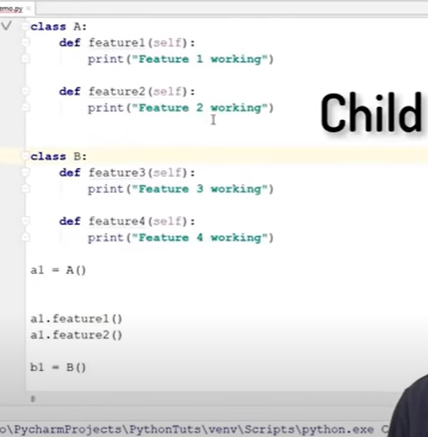 emo.py ×
class A:
def feature1(self):
print("Feature 1 working")
def feature2(self):
print("Feature 2 working")
Child
class B:
def feature3(self):
print("Feature 3 working")
def feature4(self):
print("Feature 4 working")
a1 = A()
a1.feature1()
a1.feature2()
b1 = B()
o\PycharmProjects\PythonTuts\venv\Scripts\python.exe C